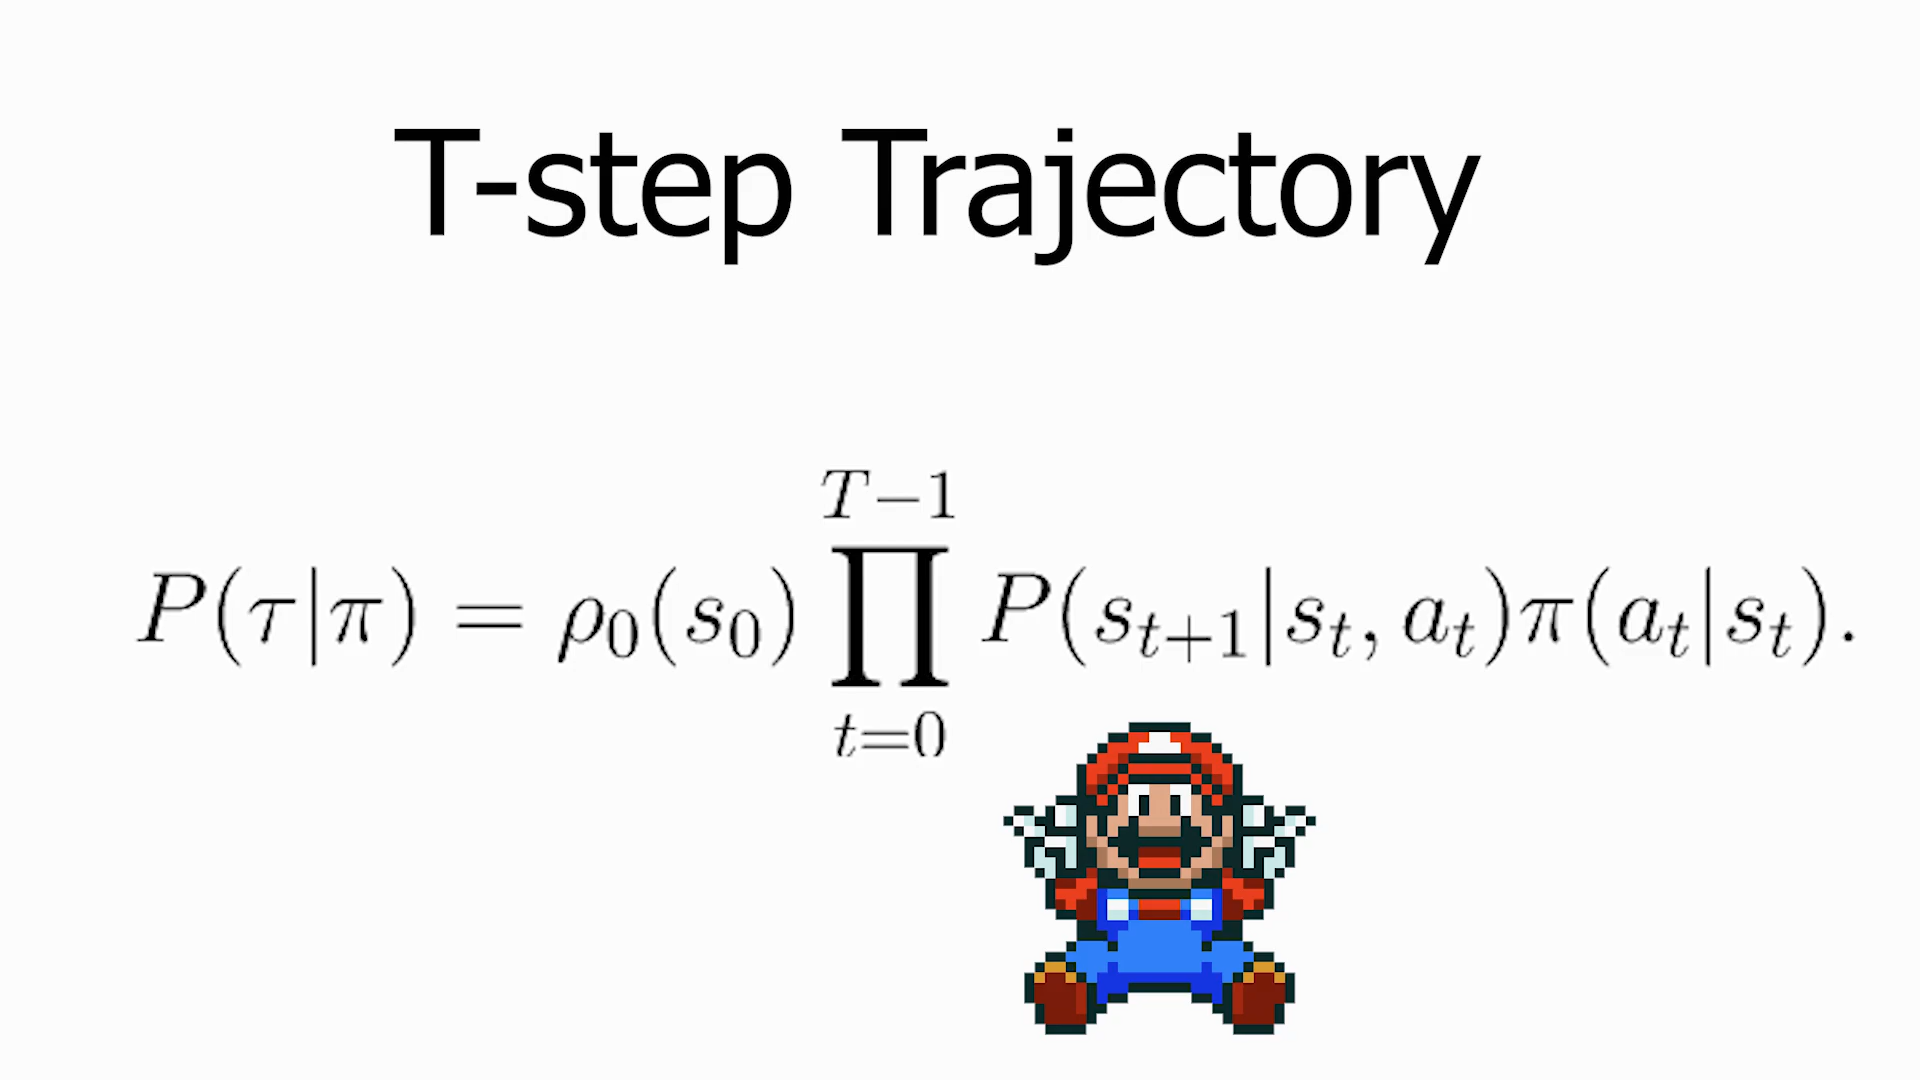 T-step Trajectory
P(τ|π) = ρ₀(s₀) ∏_{t=0}^{T−1} P(s_{t+1}|s_t, a_t)π(a_t|s_t).